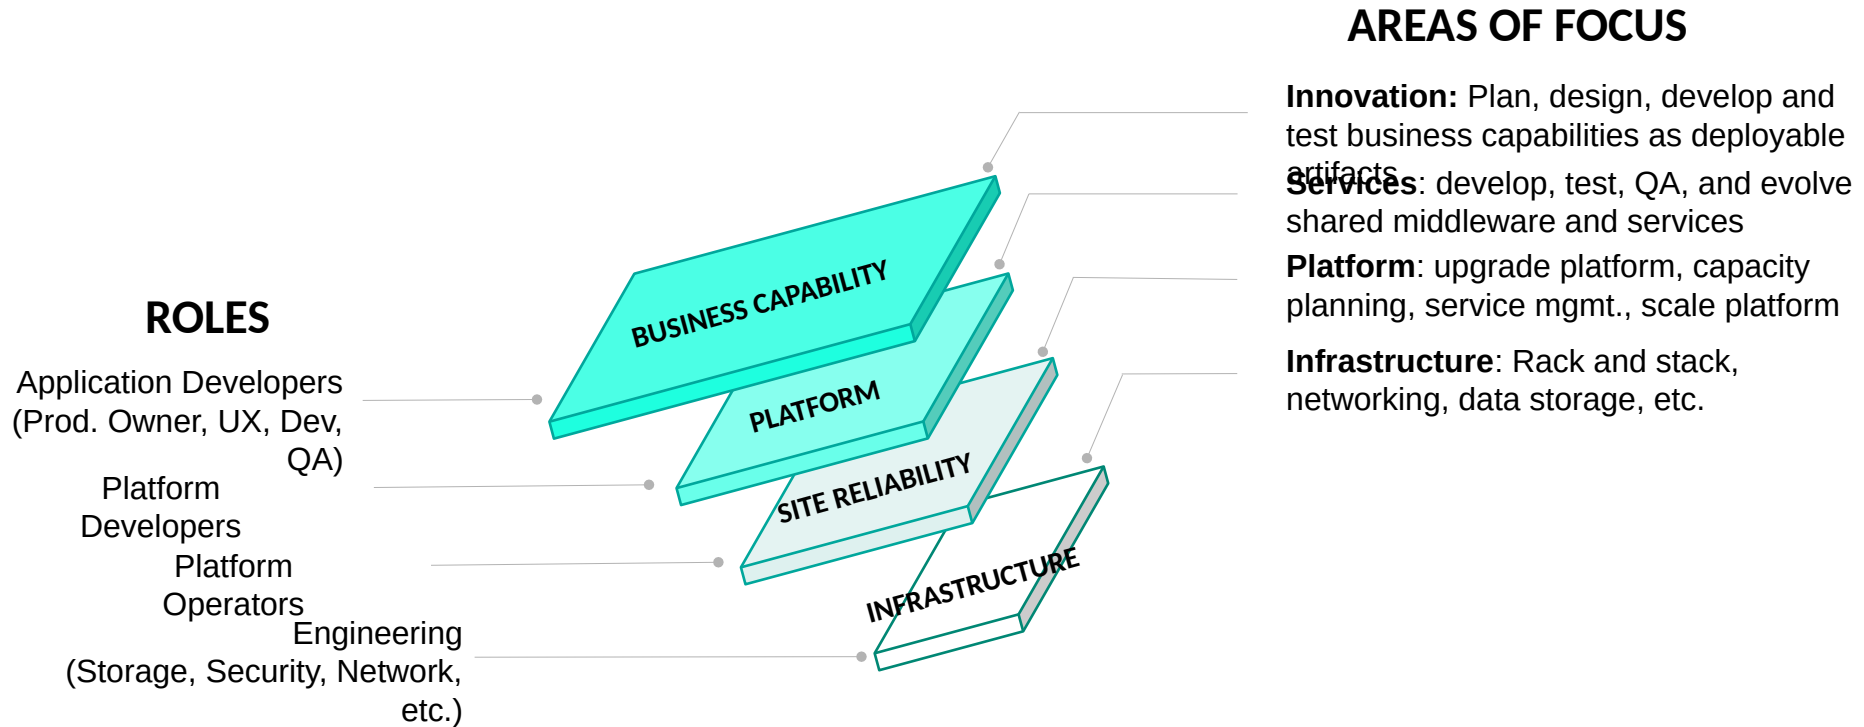 AREAS OF FOCUS
Innovation: Plan, design, develop and
test business capabilities as deployable
artifacts
Services: develop, test, QA, and evolve
shared middleware and services
Platform: upgrade platform, capacity
planning, service mgmt., scale platform
Infrastructure: Rack and stack,
networking, data storage, etc.
BUSINESS CAPABILITY
PLATFORM
SITE RELIABILITY
INFRASTRUCTURE
ROLES
Application Developers
(Prod. Owner, UX, Dev,
QA)
Platform
Developers
Platform
Operators
Engineering
(Storage, Security, Network,
etc.)